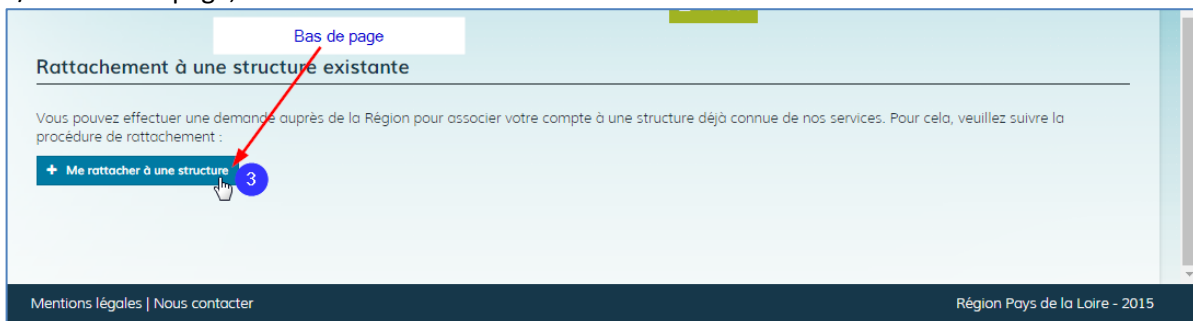 page,
Bas de page
Rattachement à une structure existante
Vous pouvez effectuer une demande auprès de la Région pour associer votre compte à une structure déjà connue de nos services. Pour cela, veuillez suivre la
procédure de rattachement :
+ Me rattacher à une structure
3
Mentions légales | Nous contacter
Région Pays de la Loire - 2015